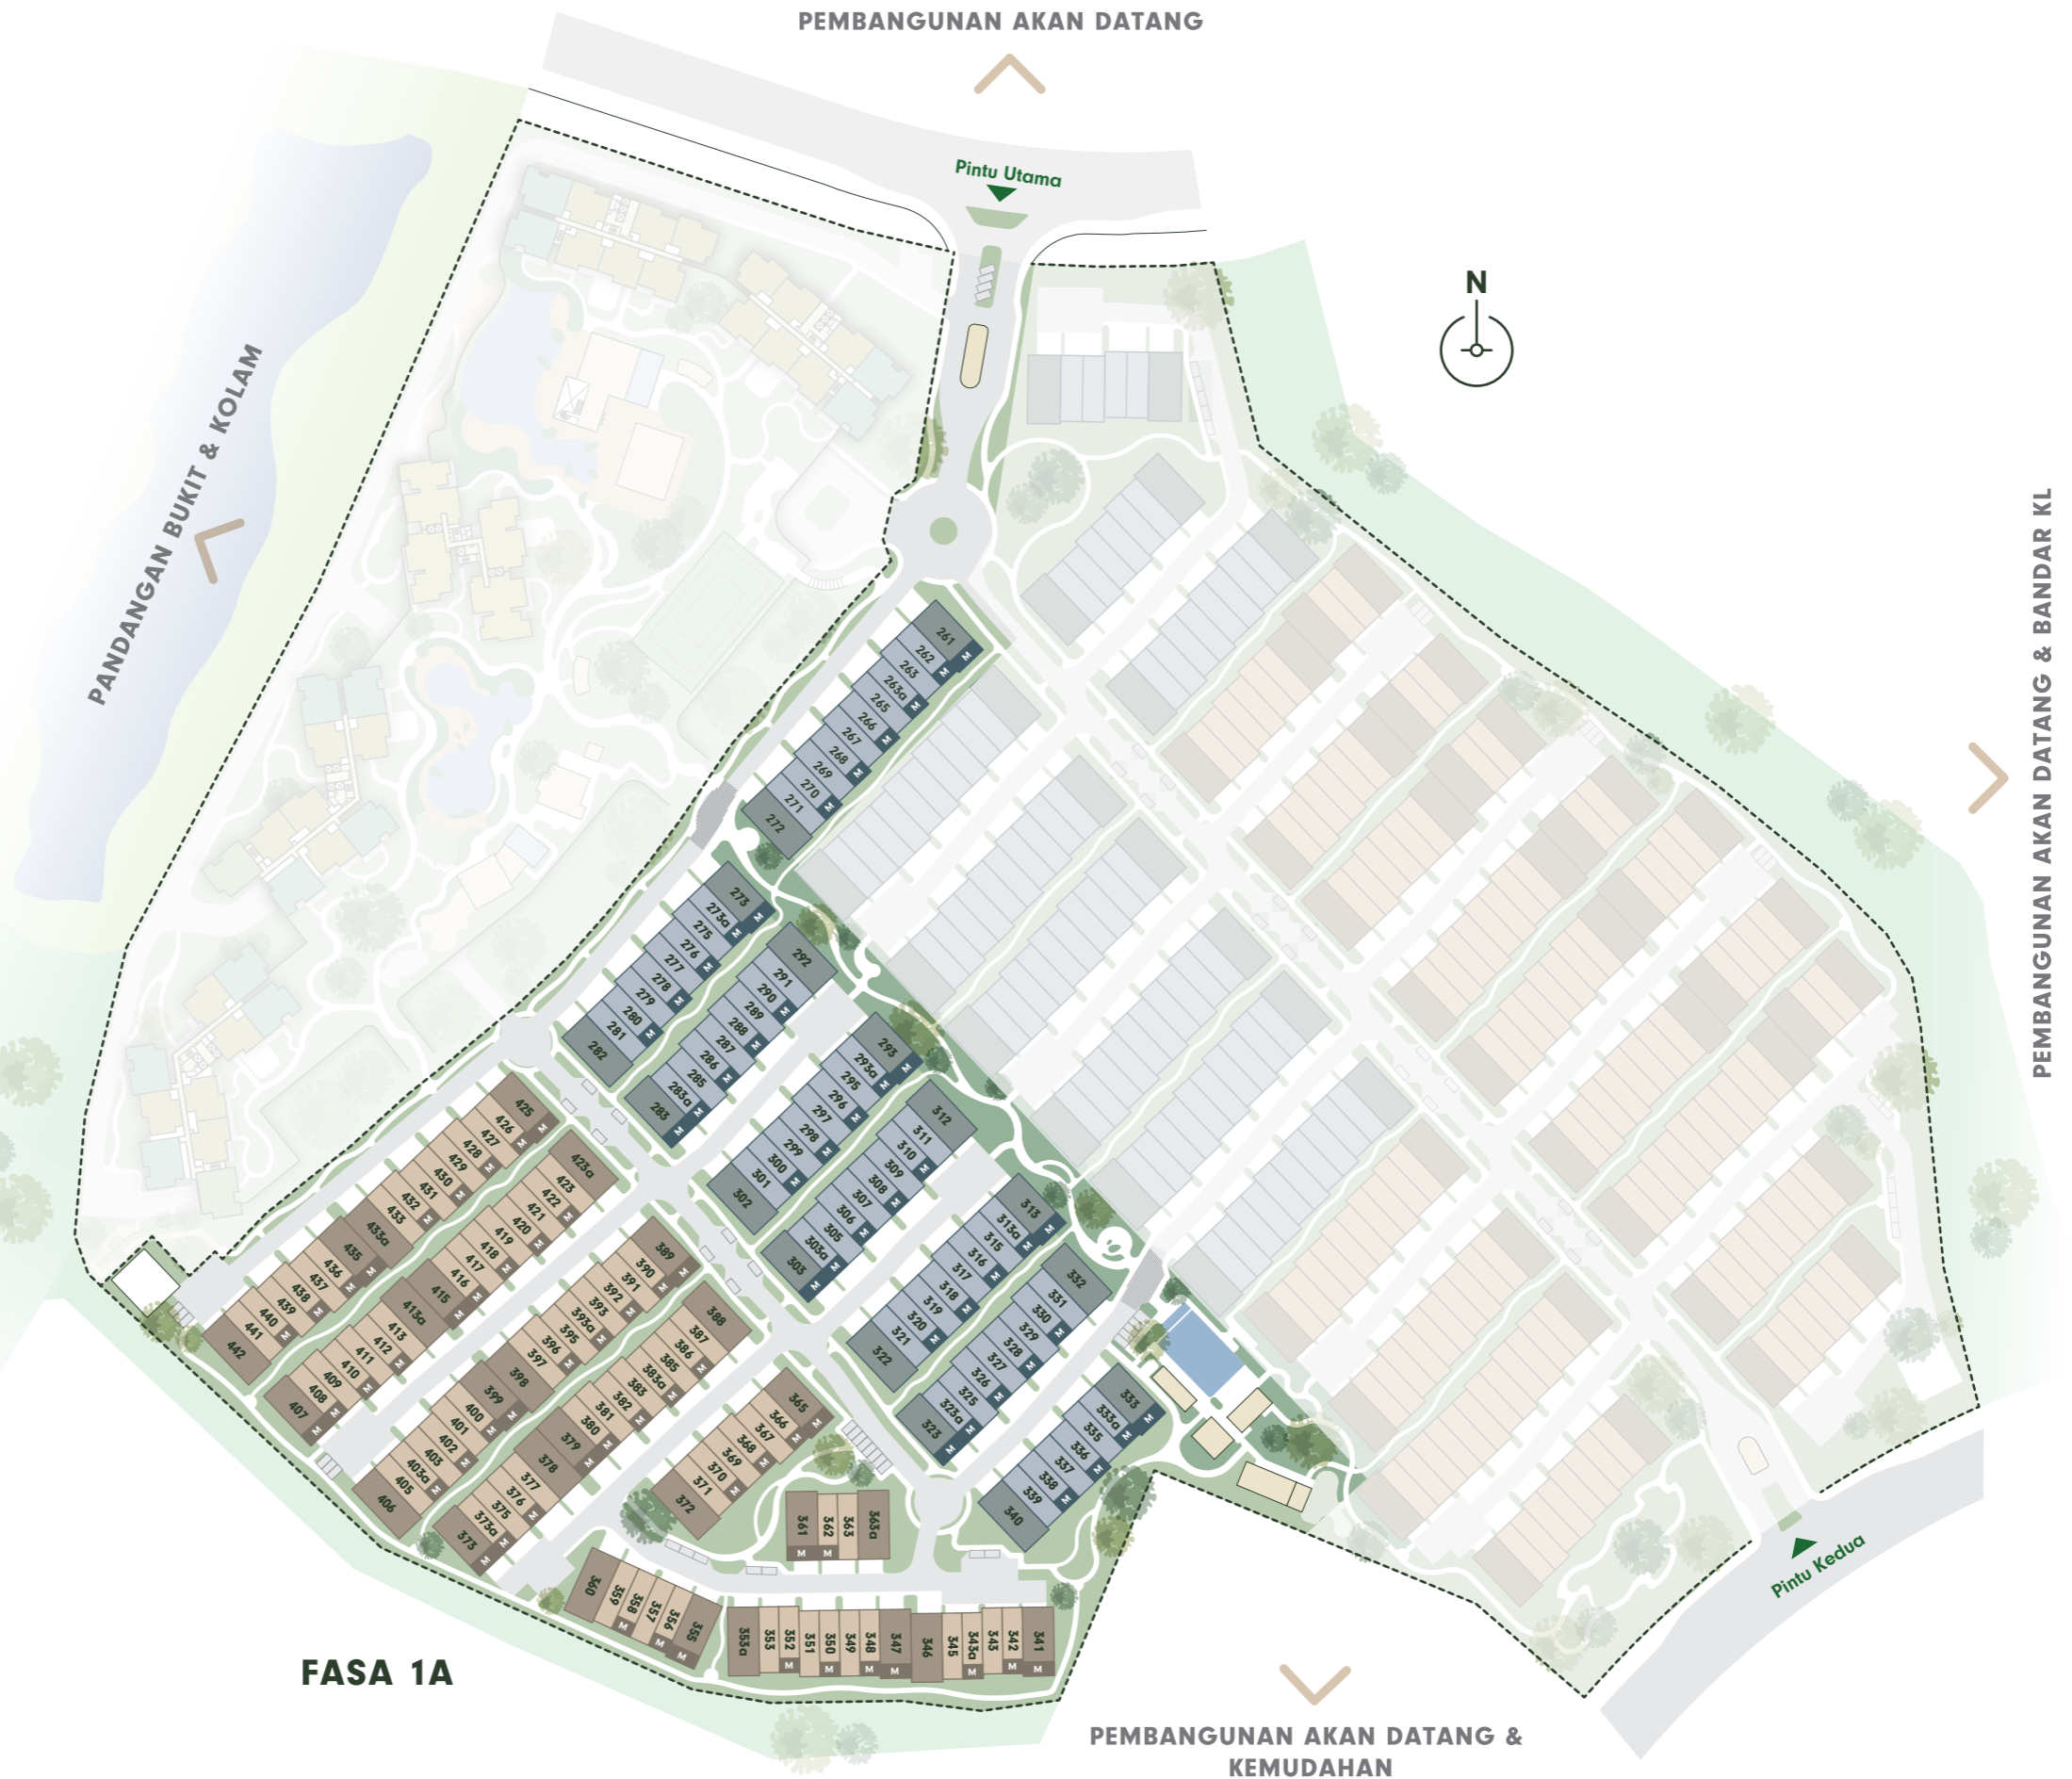 PEMBANGUNAN AKAN DATANG
Pintu Utama
N
PANDANGAN BUKIT & KOLAM
PEMBANGUNAN AKAN DATANG & BANDAR KL
261 M
262 M
263
263a M
265
266 M
267
268 M
269
270 M
271
272
273 M
273a M
275
276 M
277
278 M
279
280 M
281
282
292
291
290 M
289
288 M
287
286 M
285
283a M
283 M
293 M
293a M
295
296 M
297
298 M
299
300 M
301
302
312
311
310 M
309
308 M
307
306 M
305
303a M
303 M
313 M
313a M
315
316 M
317
318 M
319
320 M
321
322
332
331
330 M
329
328 M
327
326 M
325
323a M
323 M
333 M
333a M
335
336 M
337
338 M
339
340
425 M
426 M
427
428 M
429
430 M
431
432 M
433
433a
435 M
436
437
438 M
439
440 M
441
442
423a
423
422 M
421
420 M
419
418 M
417
416 M
415 M
413a
413
412 M
411
410 M
409
408 M
407 M
389 M
390 M
391
392 M
393
393a M
395
396 M
397
398
399 M
400
401
402 M
403
403a M
405
406
388
387
386 M
385
383a M
383
382 M
381
380 M
379 M
378
377
376 M
375
373a M
373 M
365 M
366 M
367
368 M
369
370 M
371
372
361 M
362 M
363
363a
360
359
358 M
357
356 M
355 M
353a
353
352 M
351
350 M
349
348 M
347 M
346
345
343a M
343
342 M
341 M
Pintu Kedua
FASA 1A
PEMBANGUNAN AKAN DATANG &
KEMUDAHAN